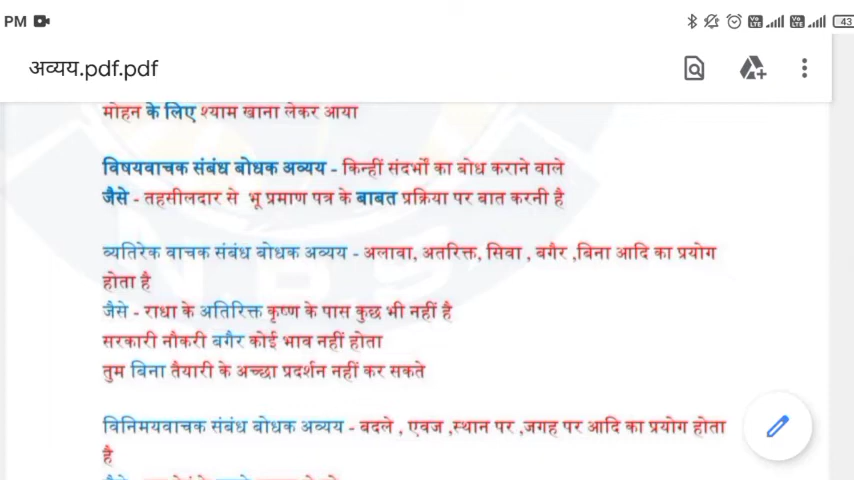 PM
43
अव्यय.pdf.pdf
मोहन के लिए श्याम खाना लेकर आया
विषयवाचक संबंध बोधक अव्यय - किन्हीं संदर्भों का बोध कराने वाले
जैसे - तहसीलदार से भू प्रमाण पत्र के बाबत प्रक्रिया पर बात करनी है
व्यतिरेक वाचक संबंध बोधक अव्यय - अलावा, अतरिक्त, सिवा , बगैर ,बिना आदि का प्रयोग
होता है
जैसे - राधा के अतिरिक्त कृष्ण के पास कुछ भी नहीं है
सरकारी नौकरी बगैर कोई भाव नहीं होता
तुम बिना तैयारी के अच्छा प्रदर्शन नहीं कर सकते
विनिमयवाचक संबंध बोधक अव्यय - बदले , एवज ,स्थान पर ,जगह पर आदि का प्रयोग होता
है